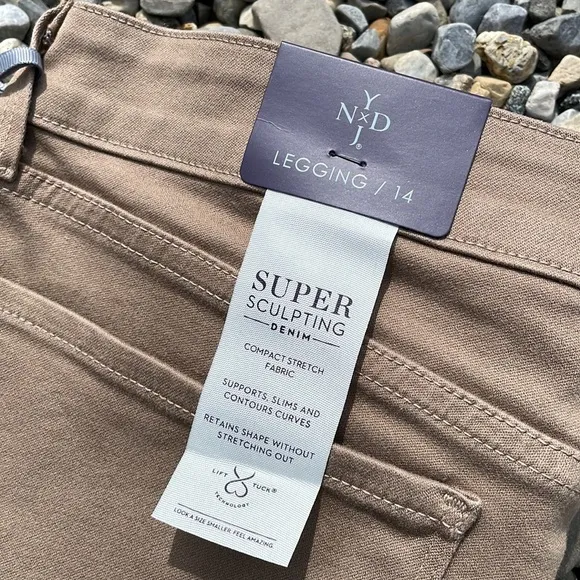 Y
N×D
J®
LEGGING / 14
SUPER
SCULPTING
DENIM
COMPACT STRETCH
FABRIC
SUPPORTS, SLIMS AND
CONTOURS CURVES
RETAINS SHAPE WITHOUT
STRETCHING OUT
LIFT TUCK®
TECHNOLOGY
LOOK A SIZE SMALLER. FEEL AMAZING.